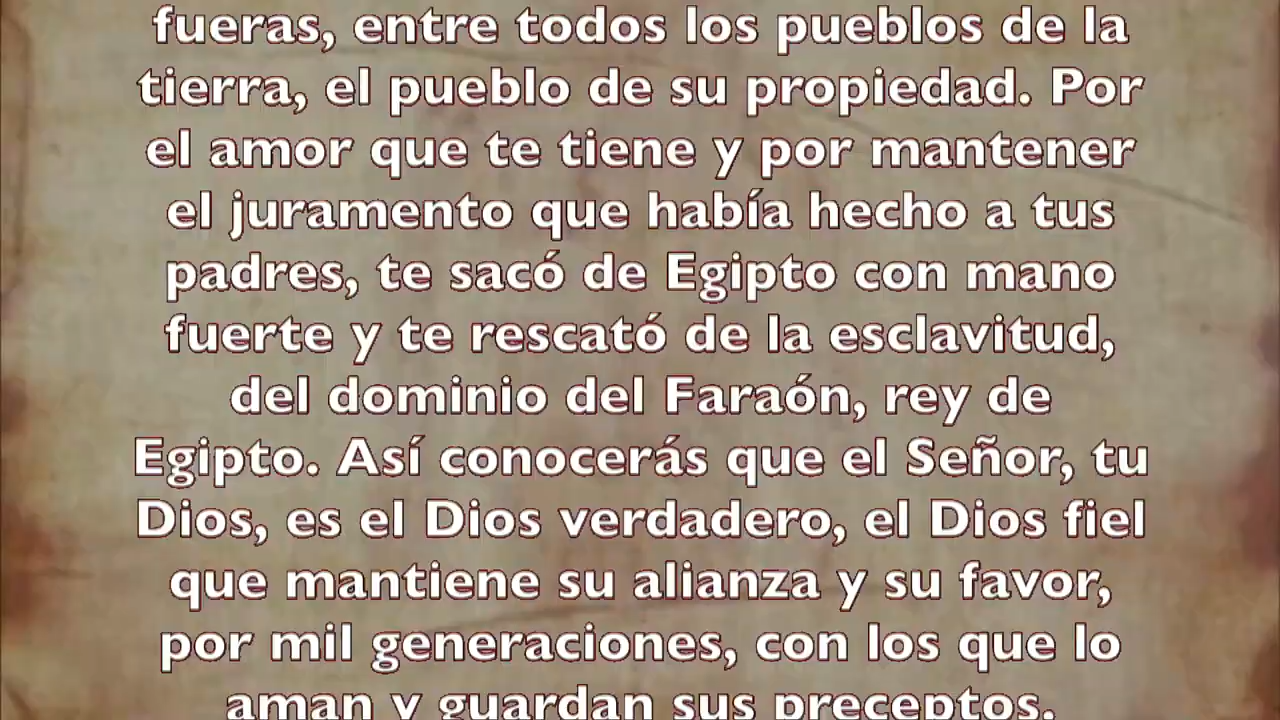 fueras, entre todos los pueblos de la
tierra, el pueblo de su propiedad. Por
el amor que te tiene y por mantener
el juramento que había hecho a tus
padres, te sacó de Egipto con mano
fuerte y te rescató de la esclavitud,
del dominio del Faraón, rey de
Egipto. Así conocerás que el Señor, tu
Dios, es el Dios verdadero, el Dios fiel
que mantiene su alianza y su favor,
por mil generaciones, con los que lo
aman y guardan sus preceptos.